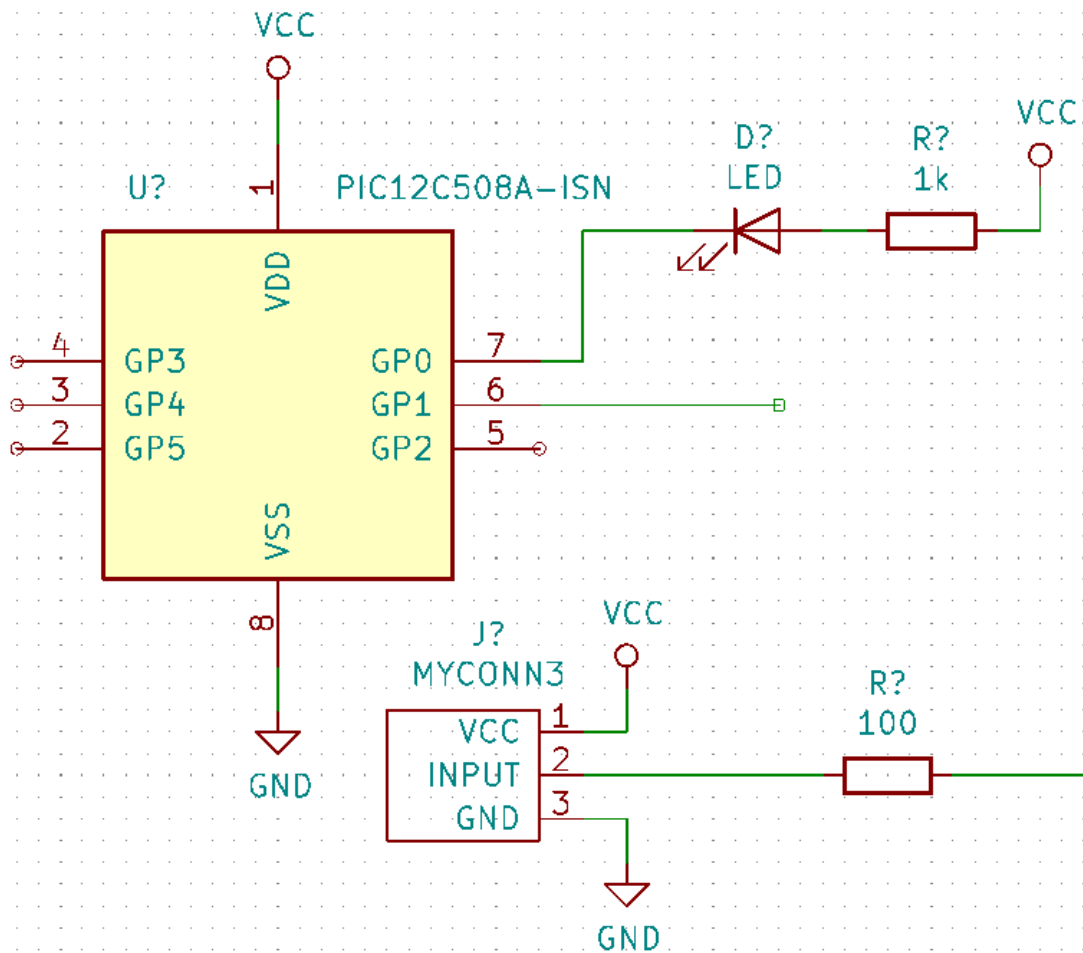 VCC
U?
1
PIC12C508A-ISN
D?
LED
R?
1k
VCC
VDD
4
GP3
GP0
7
3
GP4
GP1
6
2
GP5
GP2
5
VSS
8
GND
J?
MYCONN3
VCC
VCC
1
INPUT
2
GND
3
GND
R?
100